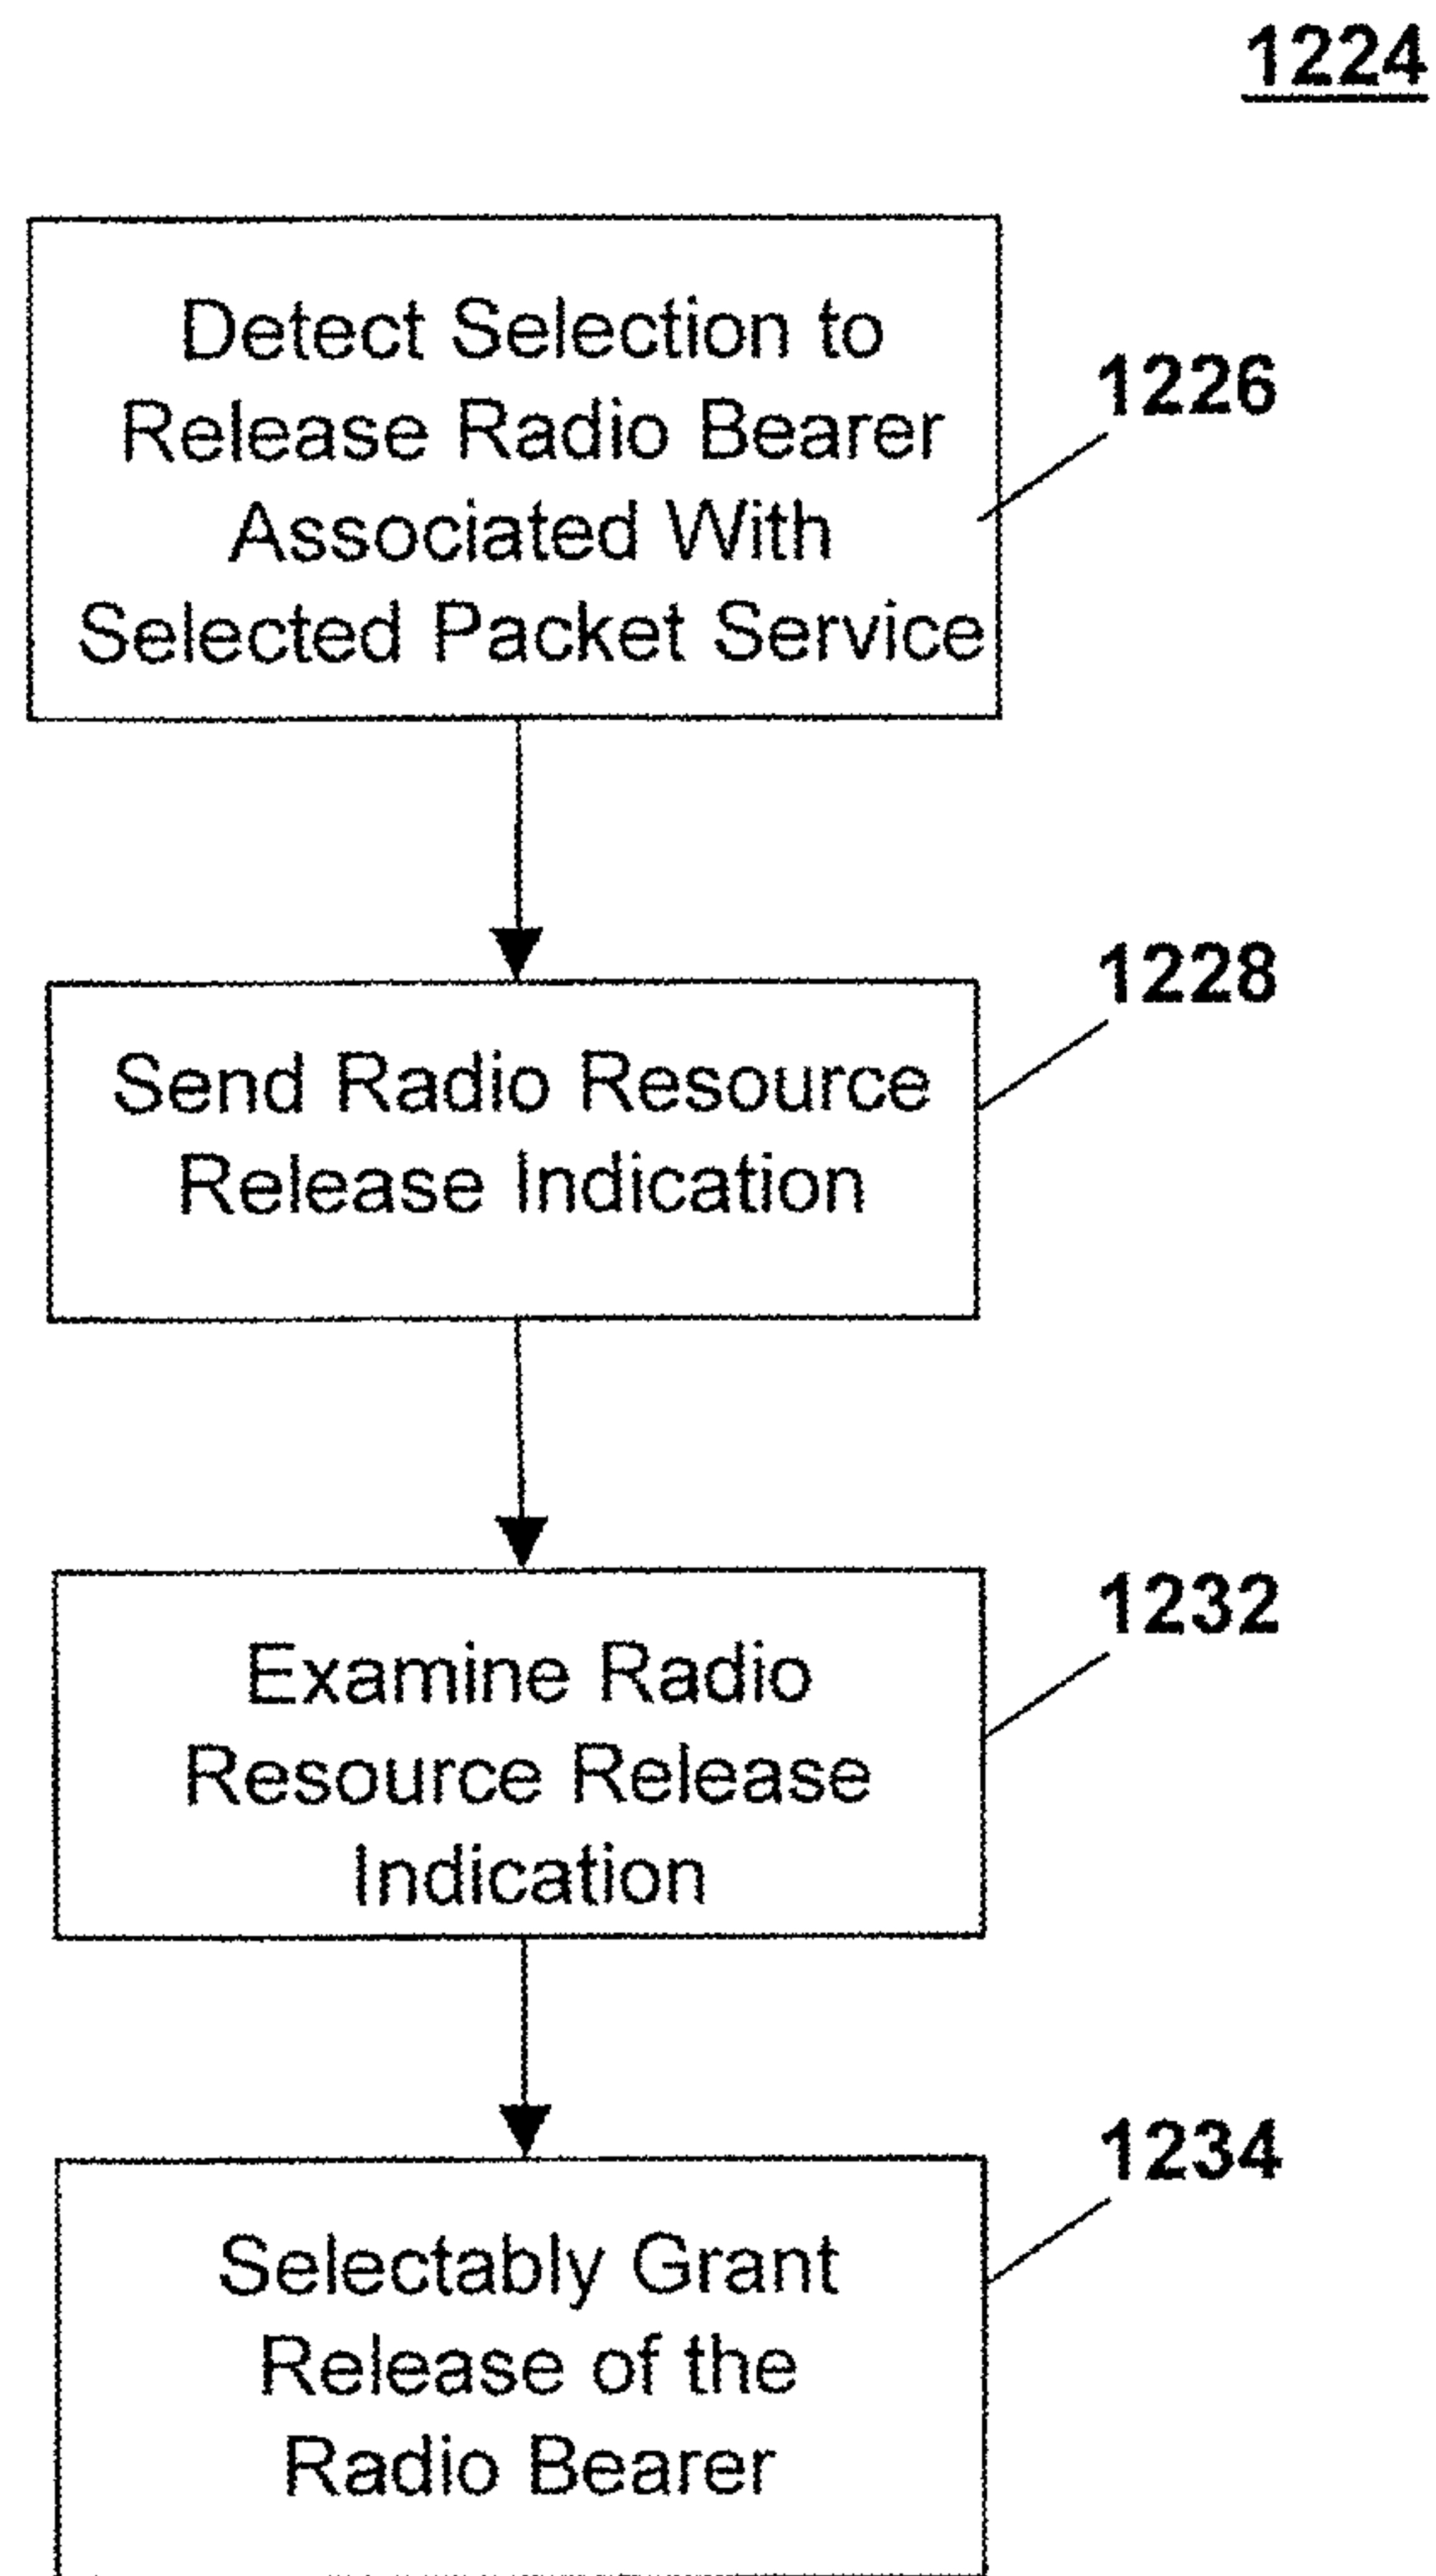 1224
Detect Selection to
Release Radio Bearer
Associated With
Selected Packet Service
1226
Send Radio Resource
Release Indication
1228
Examine Radio
Resource Release
Indication
1232
Selectably Grant
Release of the
Radio Bearer
1234